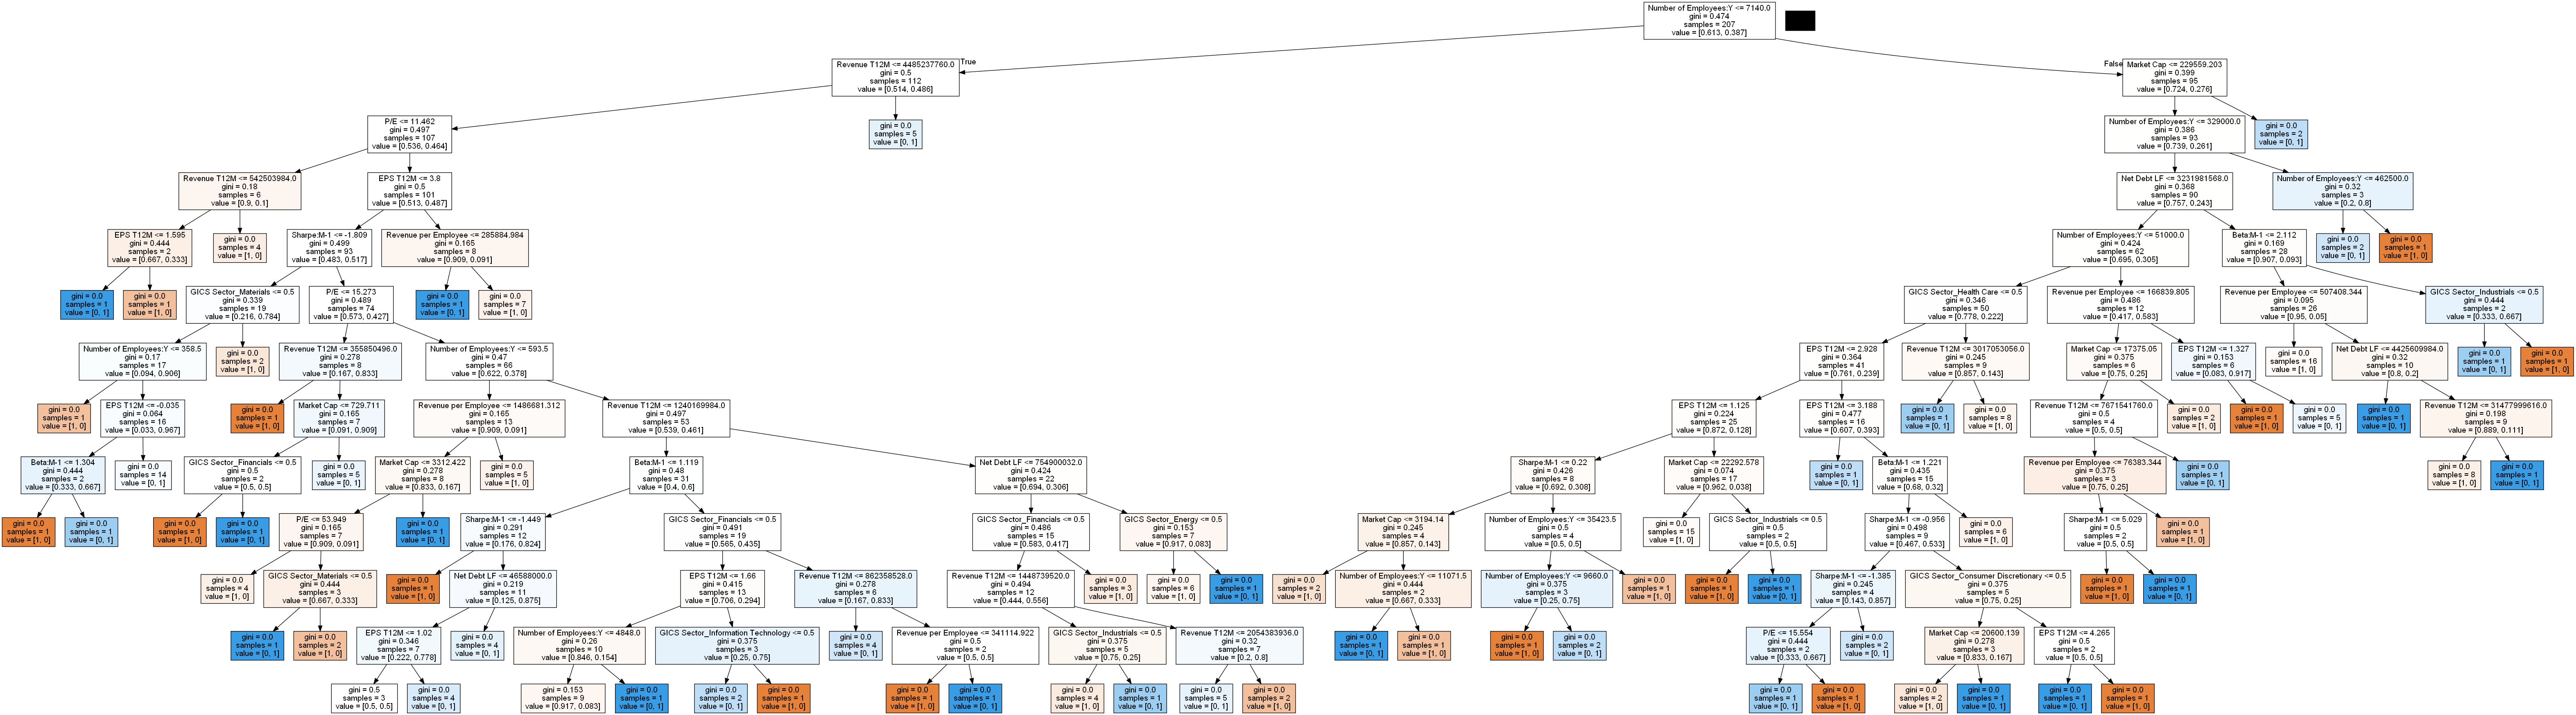 Number of Employees:Y <= 7140.0
gini = 0.474
samples = 207
value = [0.613, 0.387]
True
False
Revenue T12M <= 4485237760.0
gini = 0.5
samples = 112
value = [0.514, 0.486]
Market Cap <= 229559.203
gini = 0.399
samples = 95
value = [0.724, 0.276]
P/E <= 11.462
gini = 0.497
samples = 107
value = [0.536, 0.464]
gini = 0.0
samples = 5
value = [0, 1]
Number of Employees:Y <= 329000.0
gini = 0.386
samples = 93
value = [0.739, 0.261]
gini = 0.0
samples = 2
value = [0, 1]
Revenue T12M <= 542503984.0
gini = 0.18
samples = 6
value = [0.9, 0.1]
EPS T12M <= 3.8
gini = 0.5
samples = 101
value = [0.513, 0.487]
Net Debt LF <= 3231981568.0
gini = 0.368
samples = 90
value = [0.757, 0.243]
Number of Employees:Y <= 462500.0
gini = 0.32
samples = 3
value = [0.2, 0.8]
EPS T12M <= 1.595
gini = 0.444
samples = 2
value = [0.667, 0.333]
gini = 0.0
samples = 4
value = [1, 0]
Sharpe:M-1 <= -1.809
gini = 0.499
samples = 93
value = [0.483, 0.517]
Revenue per Employee <= 285884.984
gini = 0.165
samples = 8
value = [0.909, 0.091]
Number of Employees:Y <= 51000.0
gini = 0.424
samples = 62
value = [0.695, 0.305]
Beta:M-1 <= 2.112
gini = 0.169
samples = 28
value = [0.907, 0.093]
gini = 0.0
samples = 2
value = [0, 1]
gini = 0.0
samples = 1
value = [1, 0]
gini = 0.0
samples = 1
value = [0, 1]
gini = 0.0
samples = 1
value = [1, 0]
GICS Sector_Materials <= 0.5
gini = 0.339
samples = 19
value = [0.216, 0.784]
P/E <= 15.273
gini = 0.489
samples = 74
value = [0.573, 0.427]
gini = 0.0
samples = 1
value = [0, 1]
gini = 0.0
samples = 7
value = [1, 0]
GICS Sector_Health Care <= 0.5
gini = 0.346
samples = 50
value = [0.778, 0.222]
Revenue per Employee <= 166839.805
gini = 0.486
samples = 12
value = [0.417, 0.583]
Revenue per Employee <= 507408.344
gini = 0.095
samples = 26
value = [0.95, 0.05]
GICS Sector_Industrials <= 0.5
gini = 0.444
samples = 2
value = [0.333, 0.667]
Number of Employees:Y <= 358.5
gini = 0.17
samples = 17
value = [0.094, 0.906]
gini = 0.0
samples = 2
value = [1, 0]
Revenue T12M <= 355850496.0
gini = 0.278
samples = 8
value = [0.167, 0.833]
Number of Employees:Y <= 593.5
gini = 0.47
samples = 66
value = [0.622, 0.378]
EPS T12M <= 2.928
gini = 0.364
samples = 41
value = [0.761, 0.239]
Revenue T12M <= 3017053056.0
gini = 0.245
samples = 9
value = [0.857, 0.143]
Market Cap <= 17375.05
gini = 0.375
samples = 6
value = [0.75, 0.25]
EPS T12M <= 1.327
gini = 0.153
samples = 6
value = [0.083, 0.917]
gini = 0.0
samples = 16
value = [1, 0]
Net Debt LF <= 4425609984.0
gini = 0.32
samples = 10
value = [0.8, 0.2]
gini = 0.0
samples = 1
value = [0, 1]
gini = 0.0
samples = 1
value = [1, 0]
gini = 0.0
samples = 1
value = [1, 0]
EPS T12M <= -0.035
gini = 0.064
samples = 16
value = [0.033, 0.967]
gini = 0.0
samples = 1
value = [1, 0]
Market Cap <= 729.711
gini = 0.165
samples = 7
value = [0.091, 0.909]
Revenue per Employee <= 1486681.312
gini = 0.165
samples = 13
value = [0.909, 0.091]
Revenue T12M <= 1240169984.0
gini = 0.497
samples = 53
value = [0.539, 0.461]
EPS T12M <= 1.125
gini = 0.224
samples = 25
value = [0.872, 0.128]
EPS T12M <= 3.188
gini = 0.477
samples = 16
value = [0.607, 0.393]
gini = 0.0
samples = 1
value = [0, 1]
gini = 0.0
samples = 8
value = [1, 0]
Revenue T12M <= 7671541760.0
gini = 0.5
samples = 4
value = [0.5, 0.5]
gini = 0.0
samples = 2
value = [1, 0]
gini = 0.0
samples = 1
value = [1, 0]
gini = 0.0
samples = 5
value = [0, 1]
gini = 0.0
samples = 1
value = [0, 1]
Revenue T12M <= 31477999616.0
gini = 0.198
samples = 9
value = [0.889, 0.111]
Beta:M-1 <= 1.304
gini = 0.444
samples = 2
value = [0.333, 0.667]
gini = 0.0
samples = 14
value = [0, 1]
GICS Sector_Financials <= 0.5
gini = 0.5
samples = 2
value = [0.5, 0.5]
gini = 0.0
samples = 5
value = [0, 1]
Market Cap <= 3312.422
gini = 0.278
samples = 8
value = [0.833, 0.167]
gini = 0.0
samples = 5
value = [1, 0]
Beta:M-1 <= 1.119
gini = 0.48
samples = 31
value = [0.4, 0.6]
Net Debt LF <= 754900032.0
gini = 0.424
samples = 22
value = [0.694, 0.306]
Sharpe:M-1 <= 0.22
gini = 0.426
samples = 8
value = [0.692, 0.308]
Market Cap <= 22292.578
gini = 0.074
samples = 17
value = [0.962, 0.038]
gini = 0.0
samples = 1
value = [0, 1]
Beta:M-1 <= 1.221
gini = 0.435
samples = 15
value = [0.68, 0.32]
Revenue per Employee <= 76383.344
gini = 0.375
samples = 3
value = [0.75, 0.25]
gini = 0.0
samples = 1
value = [0, 1]
gini = 0.0
samples = 8
value = [1, 0]
gini = 0.0
samples = 1
value = [0, 1]
gini = 0.0
samples = 1
value = [1, 0]
gini = 0.0
samples = 1
value = [0, 1]
gini = 0.0
samples = 1
value = [1, 0]
gini = 0.0
samples = 1
value = [0, 1]
P/E <= 53.949
gini = 0.165
samples = 7
value = [0.909, 0.091]
gini = 0.0
samples = 1
value = [0, 1]
Sharpe:M-1 <= -1.449
gini = 0.291
samples = 12
value = [0.176, 0.824]
GICS Sector_Financials <= 0.5
gini = 0.491
samples = 19
value = [0.565, 0.435]
GICS Sector_Financials <= 0.5
gini = 0.486
samples = 15
value = [0.583, 0.417]
GICS Sector_Energy <= 0.5
gini = 0.153
samples = 7
value = [0.917, 0.083]
Market Cap <= 3194.14
gini = 0.245
samples = 4
value = [0.857, 0.143]
Number of Employees:Y <= 35423.5
gini = 0.5
samples = 4
value = [0.5, 0.5]
gini = 0.0
samples = 15
value = [1, 0]
GICS Sector_Industrials <= 0.5
gini = 0.5
samples = 2
value = [0.5, 0.5]
Sharpe:M-1 <= -0.956
gini = 0.498
samples = 9
value = [0.467, 0.533]
gini = 0.0
samples = 6
value = [1, 0]
Sharpe:M-1 <= 5.029
gini = 0.5
samples = 2
value = [0.5, 0.5]
gini = 0.0
samples = 1
value = [1, 0]
gini = 0.0
samples = 4
value = [1, 0]
GICS Sector_Materials <= 0.5
gini = 0.444
samples = 3
value = [0.667, 0.333]
gini = 0.0
samples = 1
value = [1, 0]
Net Debt LF <= 46588000.0
gini = 0.219
samples = 11
value = [0.125, 0.875]
EPS T12M <= 1.66
gini = 0.415
samples = 13
value = [0.706, 0.294]
Revenue T12M <= 862358528.0
gini = 0.278
samples = 6
value = [0.167, 0.833]
Revenue T12M <= 1448739520.0
gini = 0.494
samples = 12
value = [0.444, 0.556]
gini = 0.0
samples = 3
value = [1, 0]
gini = 0.0
samples = 6
value = [1, 0]
gini = 0.0
samples = 1
value = [0, 1]
gini = 0.0
samples = 2
value = [1, 0]
Number of Employees:Y <= 11071.5
gini = 0.444
samples = 2
value = [0.667, 0.333]
Number of Employees:Y <= 9660.0
gini = 0.375
samples = 3
value = [0.25, 0.75]
gini = 0.0
samples = 1
value = [1, 0]
gini = 0.0
samples = 1
value = [1, 0]
gini = 0.0
samples = 1
value = [0, 1]
Sharpe:M-1 <= -1.385
gini = 0.245
samples = 4
value = [0.143, 0.857]
GICS Sector_Consumer Discretionary <= 0.5
gini = 0.375
samples = 5
value = [0.75, 0.25]
gini = 0.0
samples = 1
value = [1, 0]
gini = 0.0
samples = 1
value = [0, 1]
gini = 0.0
samples = 1
value = [0, 1]
gini = 0.0
samples = 2
value = [1, 0]
EPS T12M <= 1.02
gini = 0.346
samples = 7
value = [0.222, 0.778]
gini = 0.0
samples = 4
value = [0, 1]
Number of Employees:Y <= 4848.0
gini = 0.26
samples = 10
value = [0.846, 0.154]
GICS Sector_Information Technology <= 0.5
gini = 0.375
samples = 3
value = [0.25, 0.75]
gini = 0.0
samples = 4
value = [0, 1]
Revenue per Employee <= 341114.922
gini = 0.5
samples = 2
value = [0.5, 0.5]
GICS Sector_Industrials <= 0.5
gini = 0.375
samples = 5
value = [0.75, 0.25]
Revenue T12M <= 2054383936.0
gini = 0.32
samples = 7
value = [0.2, 0.8]
gini = 0.0
samples = 1
value = [0, 1]
gini = 0.0
samples = 1
value = [1, 0]
gini = 0.0
samples = 1
value = [1, 0]
gini = 0.0
samples = 2
value = [0, 1]
P/E <= 15.554
gini = 0.444
samples = 2
value = [0.333, 0.667]
gini = 0.0
samples = 2
value = [0, 1]
Market Cap <= 20600.139
gini = 0.278
samples = 3
value = [0.833, 0.167]
EPS T12M <= 4.265
gini = 0.5
samples = 2
value = [0.5, 0.5]
gini = 0.5
samples = 3
value = [0.5, 0.5]
gini = 0.0
samples = 4
value = [0, 1]
gini = 0.153
samples = 9
value = [0.917, 0.083]
gini = 0.0
samples = 1
value = [0, 1]
gini = 0.0
samples = 2
value = [0, 1]
gini = 0.0
samples = 1
value = [1, 0]
gini = 0.0
samples = 1
value = [1, 0]
gini = 0.0
samples = 1
value = [0, 1]
gini = 0.0
samples = 4
value = [1, 0]
gini = 0.0
samples = 1
value = [0, 1]
gini = 0.0
samples = 5
value = [0, 1]
gini = 0.0
samples = 2
value = [1, 0]
gini = 0.0
samples = 1
value = [0, 1]
gini = 0.0
samples = 1
value = [1, 0]
gini = 0.0
samples = 2
value = [1, 0]
gini = 0.0
samples = 1
value = [0, 1]
gini = 0.0
samples = 1
value = [0, 1]
gini = 0.0
samples = 1
value = [1, 0]